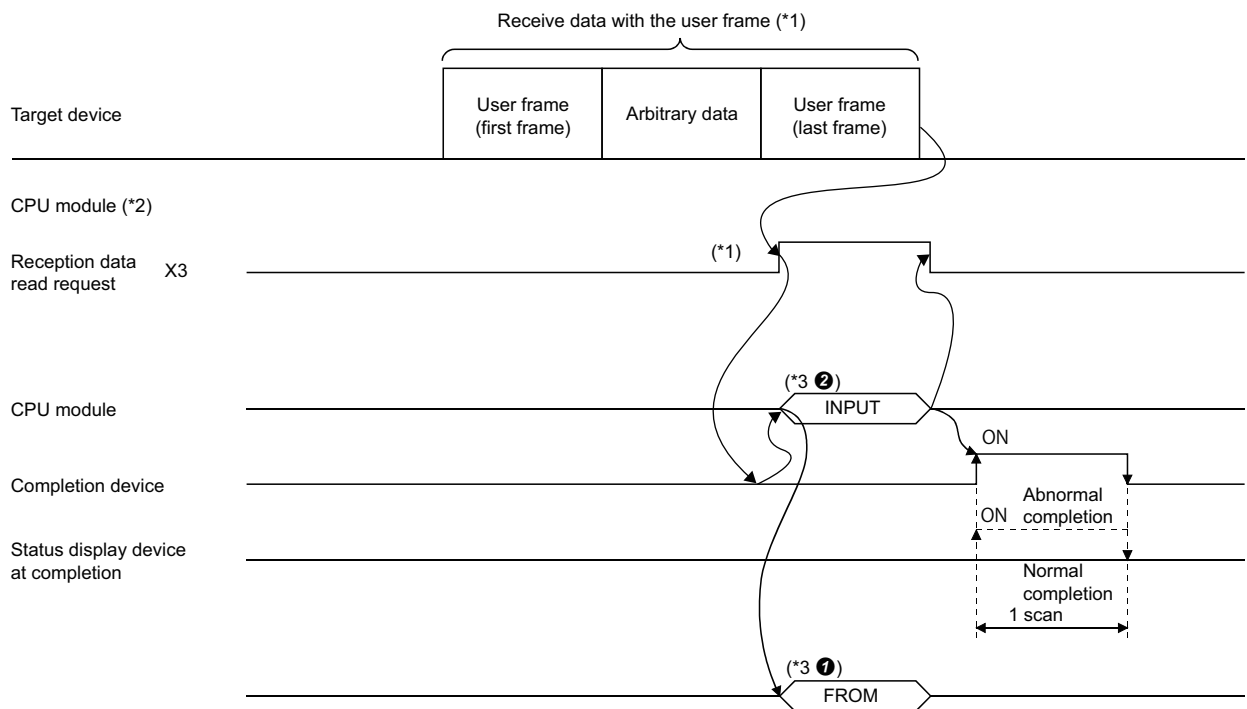 Receive data with the user frame (*1)
Target device
User frame
(first frame)
Arbitrary data
User frame
(last frame)
CPU module (*2)
Reception data
read request
X3
(*1)
(*3 ❷)
CPU module
INPUT
ON
Completion device
Abnormal
completion
ON
Status display device
at completion
Normal
completion
1 scan
(*3 ❶)
FROM